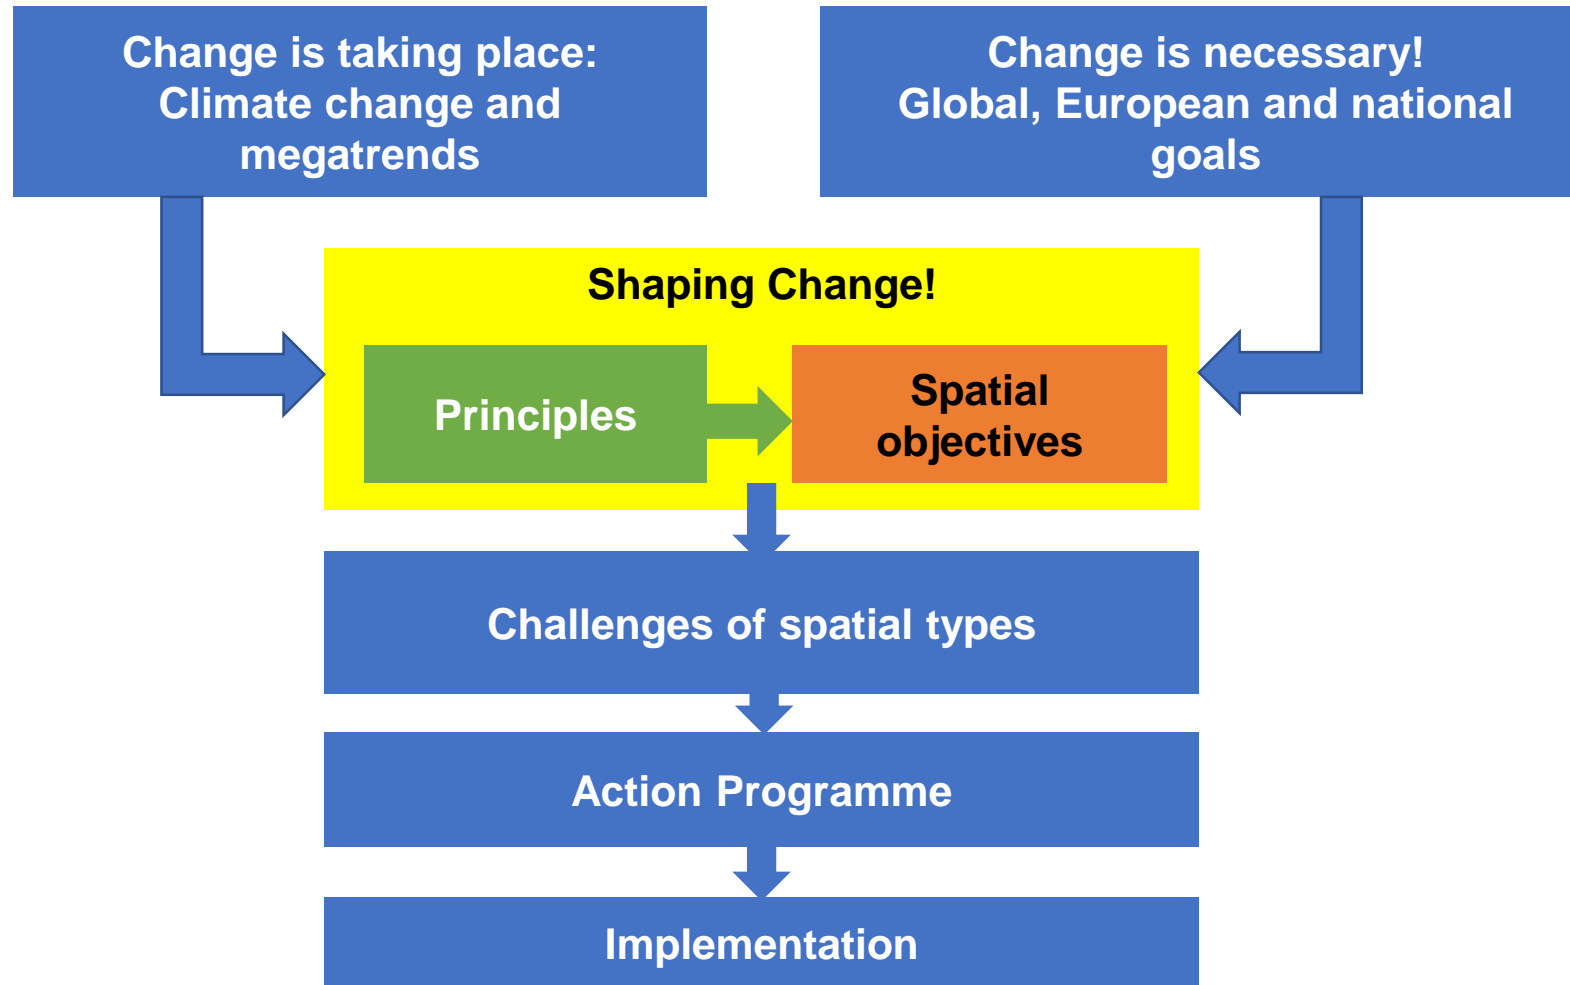 Change is taking place:
Climate change and
megatrends
Change is necessary!
Global, European and national
goals
Shaping Change!
Principles
Spatial
objectives
Challenges of spatial types
Action Programme
Implementation